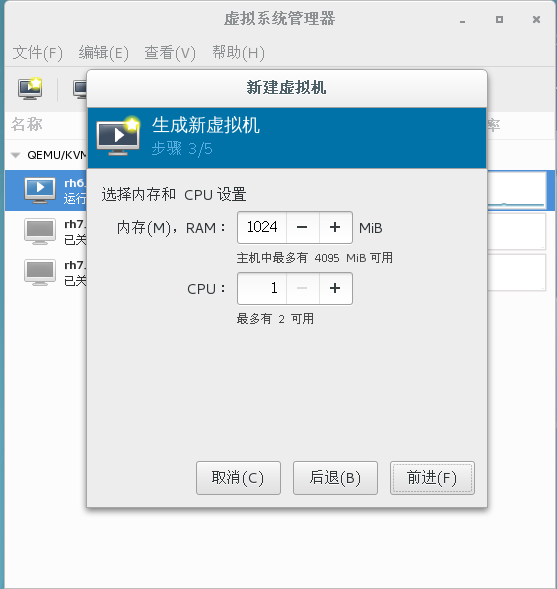 虚拟系统管理器
文件(F) 编辑(E) 查看(V) 帮助(H)
新建虚拟机
名称
率
生成新虚拟机
步骤 3/5
QEMU/KVM
选择内存和 CPU 设置
rh6.
运行
内存(M)，RAM： 1024 − + MiB
主机中最多有 4095 MiB 可用
rh7.
已关
rh7.
已关
CPU： 1 − +
最多有 2 可用
取消(C) 后退(B) 前进(F)